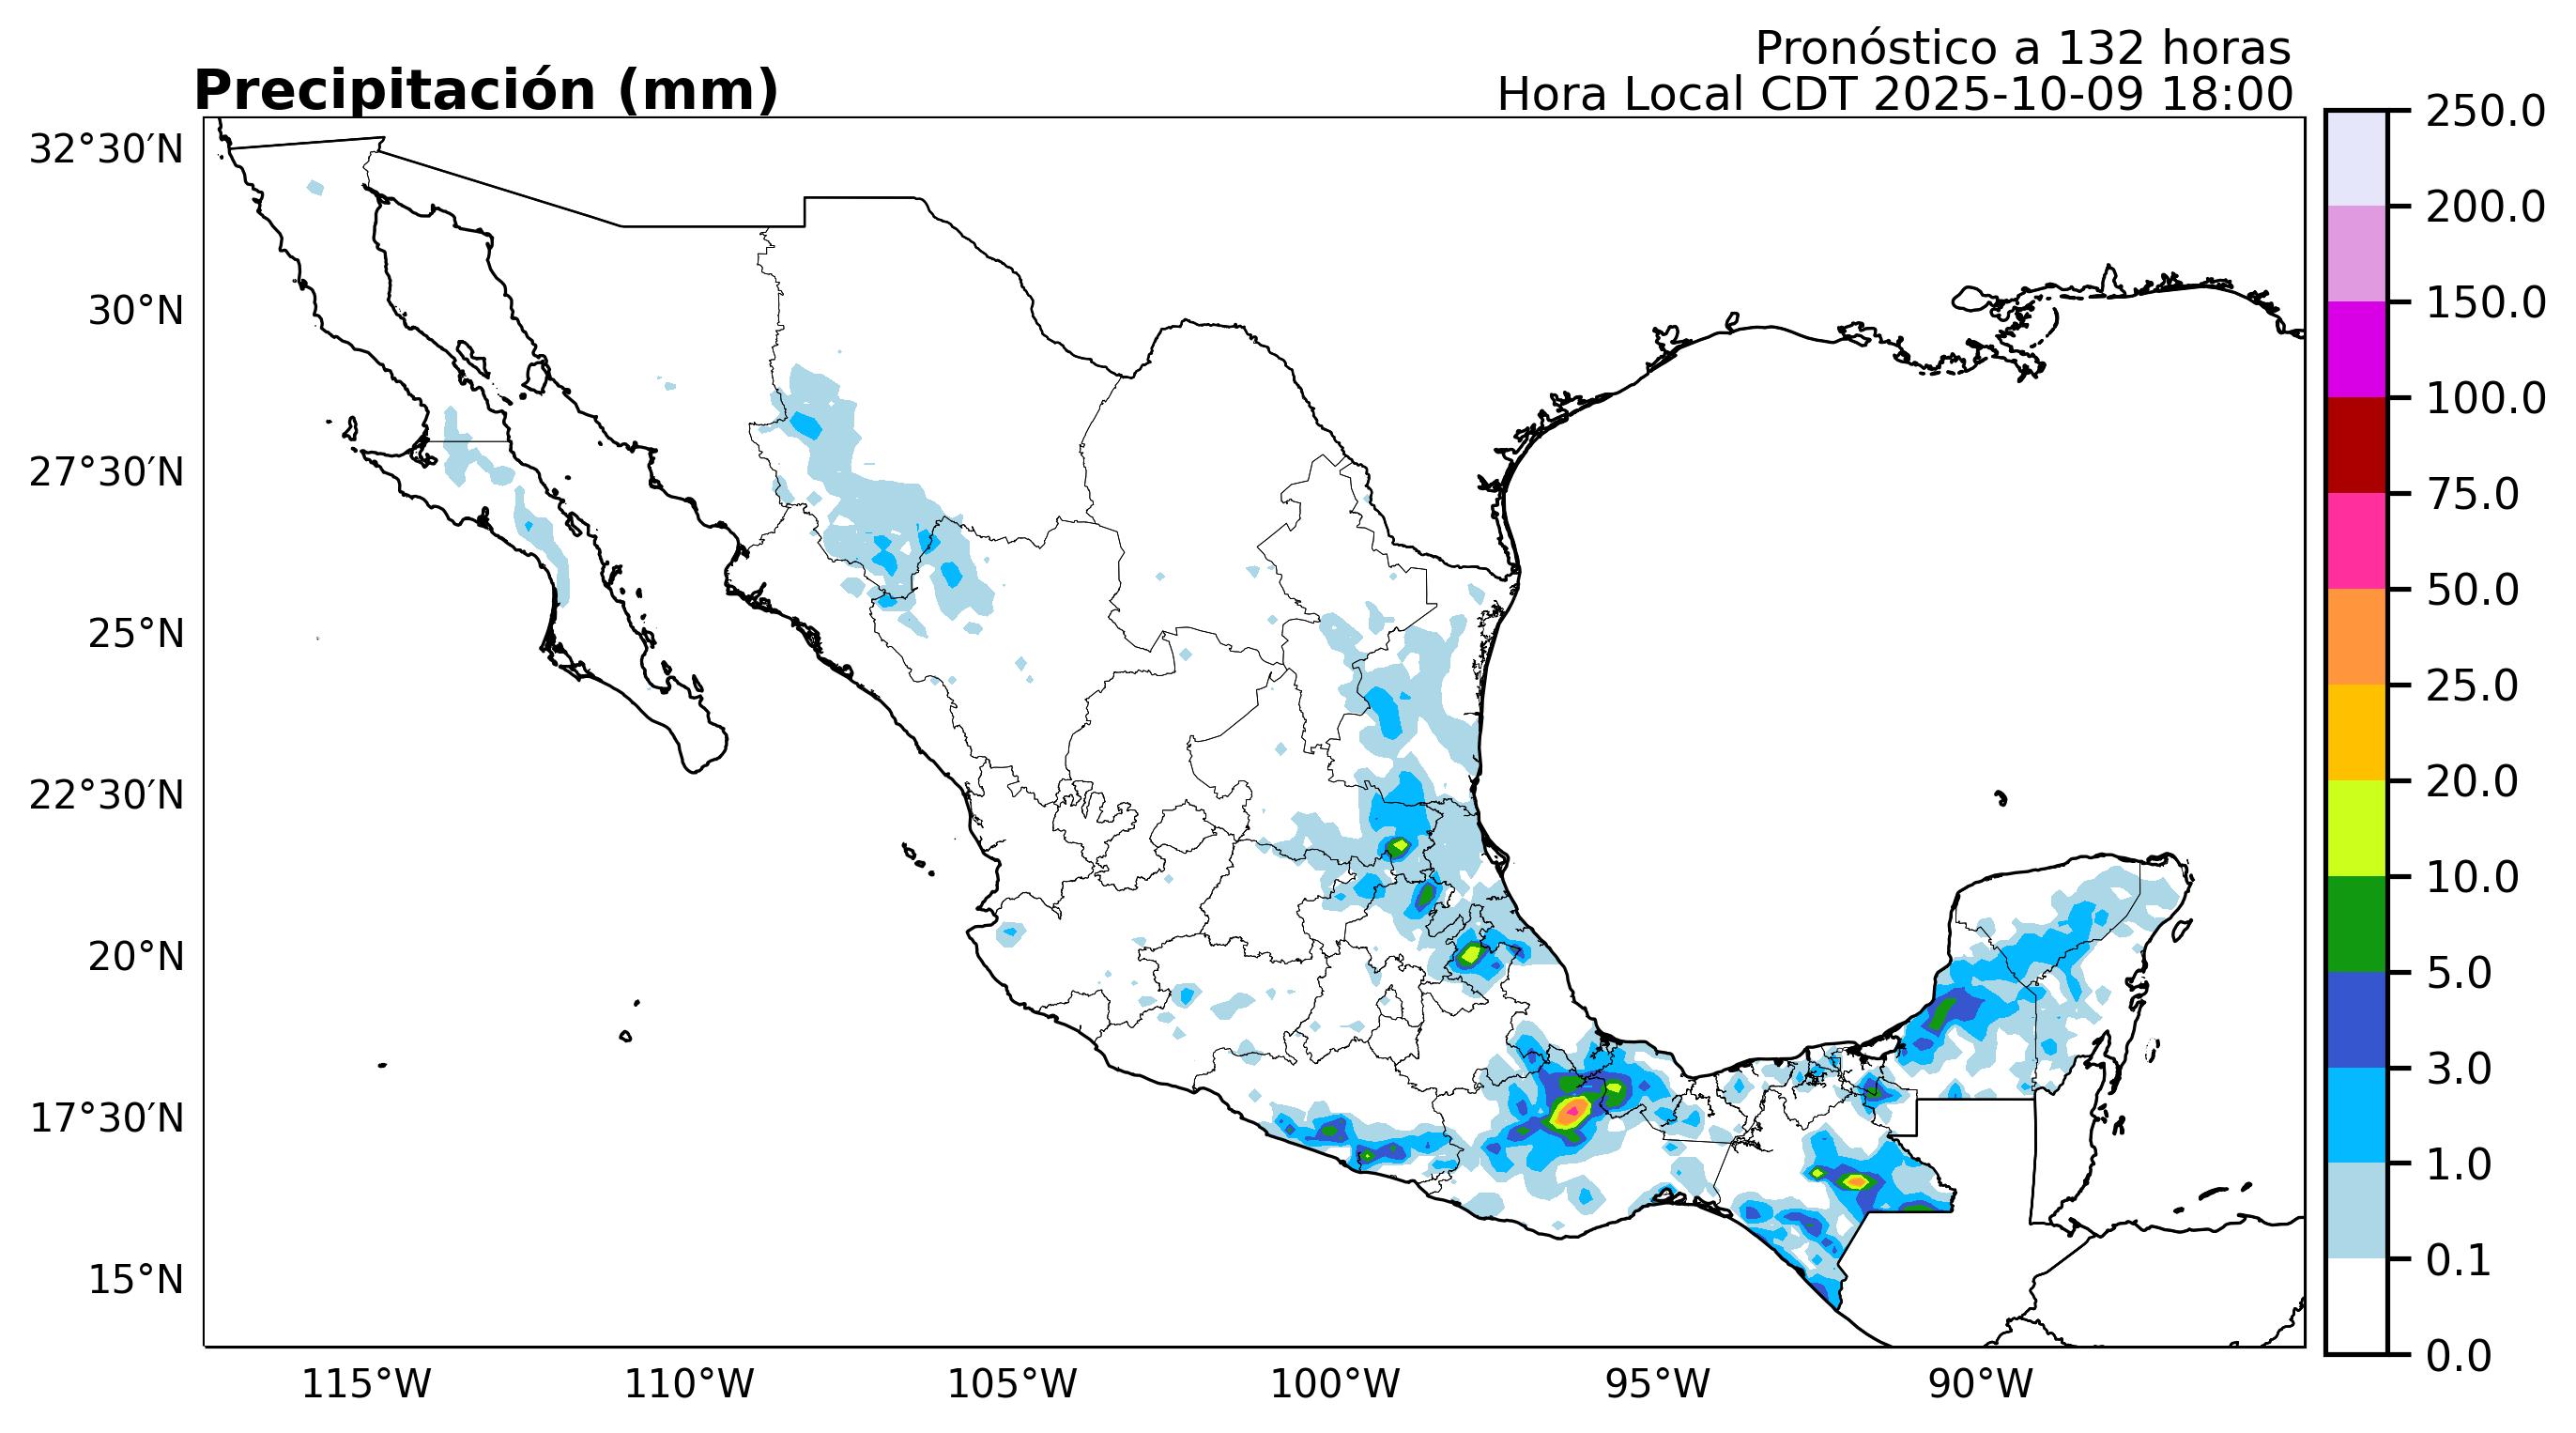 Pronóstico a 132 horas
Precipitación (mm)
Hora Local CDT 2025-10-09 18:00
32°30′N
30°N
27°30′N
25°N
22°30′N
20°N
17°30′N
15°N
115°W
110°W
105°W
100°W
95°W
90°W
250.0
200.0
150.0
100.0
75.0
50.0
25.0
20.0
10.0
5.0
3.0
1.0
0.1
0.0